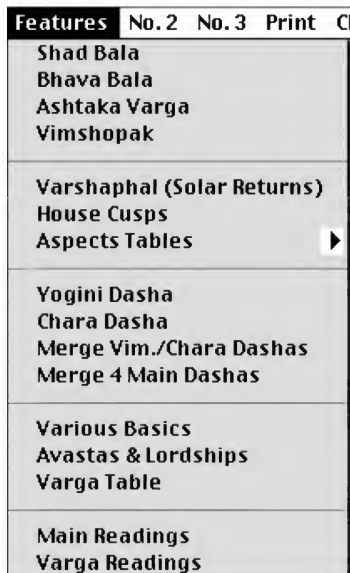 Features No.2 No.3 Print
Shad Bala
Bhava Bala
Ashtaka Varga
Vimshopak
Varshaphal (Solar Returns)
House Cusps
Aspects Tables
Yogini Dasha
Chara Dasha
Merge Vim./Chara Dashas
Merge 4 Main Dashas
Various Basics
Avastas & Lordships
Varga Table
Main Readings
Varga Readings